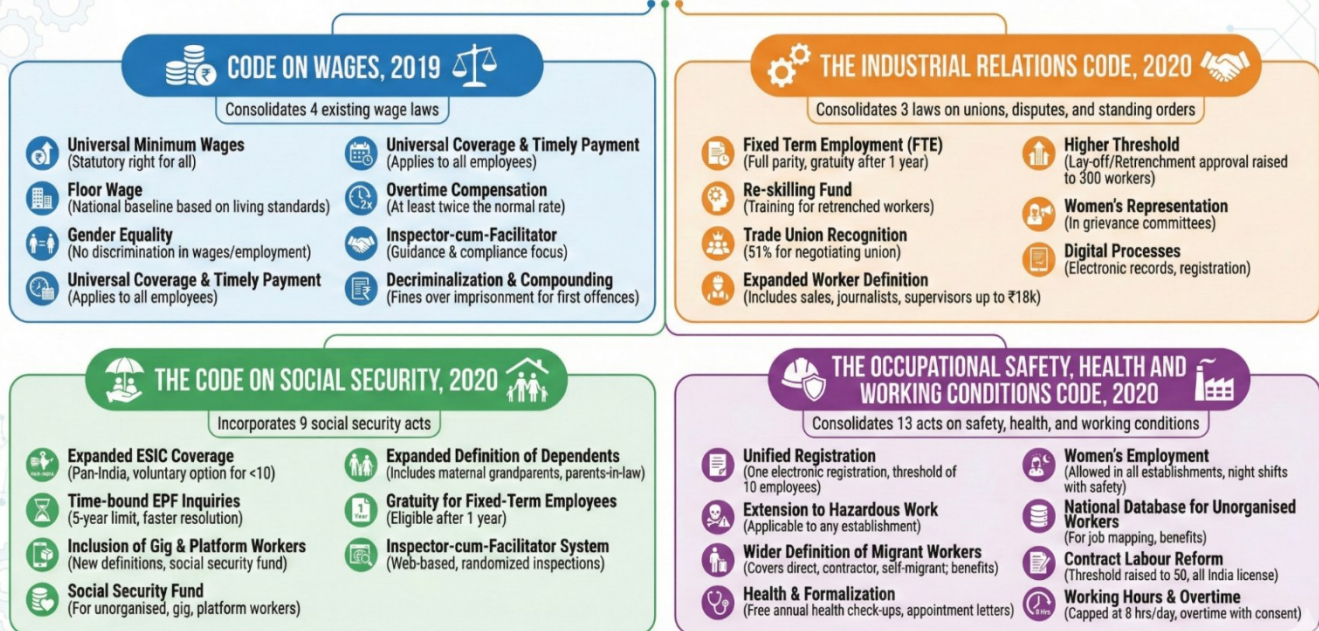 CODE ON WAGES, 2019
Consolidates 4 existing wage laws
Universal Minimum Wages
(Statutory right for all)
Floor Wage
(National baseline based on living standards)
Gender Equality
(No discrimination in wages/employment)
Universal Coverage & Timely Payment
(Applies to all employees)
Universal Coverage & Timely Payment
(Applies to all employees)
2x
Overtime Compensation
(At least twice the normal rate)
Inspector-cum-Facilitator
(Guidance & compliance focus)
Decriminalization & Compounding
(Fines over imprisonment for first offences)
THE INDUSTRIAL RELATIONS CODE, 2020
Consolidates 3 laws on unions, disputes, and standing orders
Fixed Term Employment (FTE)
(Full parity, gratuity after 1 year)
Re-skilling Fund
(Training for retrenched workers)
Trade Union Recognition
(51% for negotiating union)
Expanded Worker Definition
(Includes sales, journalists, supervisors up to ₹18k)
Higher Threshold
(Lay-off/Retrenchment approval raised
to 300 workers)
Women's Representation
(In grievance committees)
Digital Processes
(Electronic records, registration)
THE CODE ON SOCIAL SECURITY, 2020
Incorporates 9 social security acts
Expanded ESIC Coverage
(Pan-India, voluntary option for <10)
Time-bound EPF Inquiries
(5-year limit, faster resolution)
Inclusion of Gig & Platform Workers
(New definitions, social security fund)
Social Security Fund
(For unorganised, gig, platform workers)
Expanded Definition of Dependents
(Includes maternal grandparents, parents-in-law)
1
Year
Gratuity for Fixed-Term Employees
(Eligible after 1 year)
Inspector-cum-Facilitator System
(Web-based, randomized inspections)
THE OCCUPATIONAL SAFETY, HEALTH AND
WORKING CONDITIONS CODE, 2020
Consolidates 13 acts on safety, health, and working conditions
Unified Registration
(One electronic registration, threshold of
10 employees)
Extension to Hazardous Work
(Applicable to any establishment)
Wider Definition of Migrant Workers
(Covers direct, contractor, self-migrant; benefits)
Health & Formalization
(Free annual health check-ups, appointment letters)
Women's Employment
(Allowed in all establishments, night shifts
with safety)
National Database for Unorganised
Workers
(For job mapping, benefits)
Contract Labour Reform
(Threshold raised to 50, all India license)
8 Hrs
Working Hours & Overtime
(Capped at 8 hrs/day, overtime with consent)